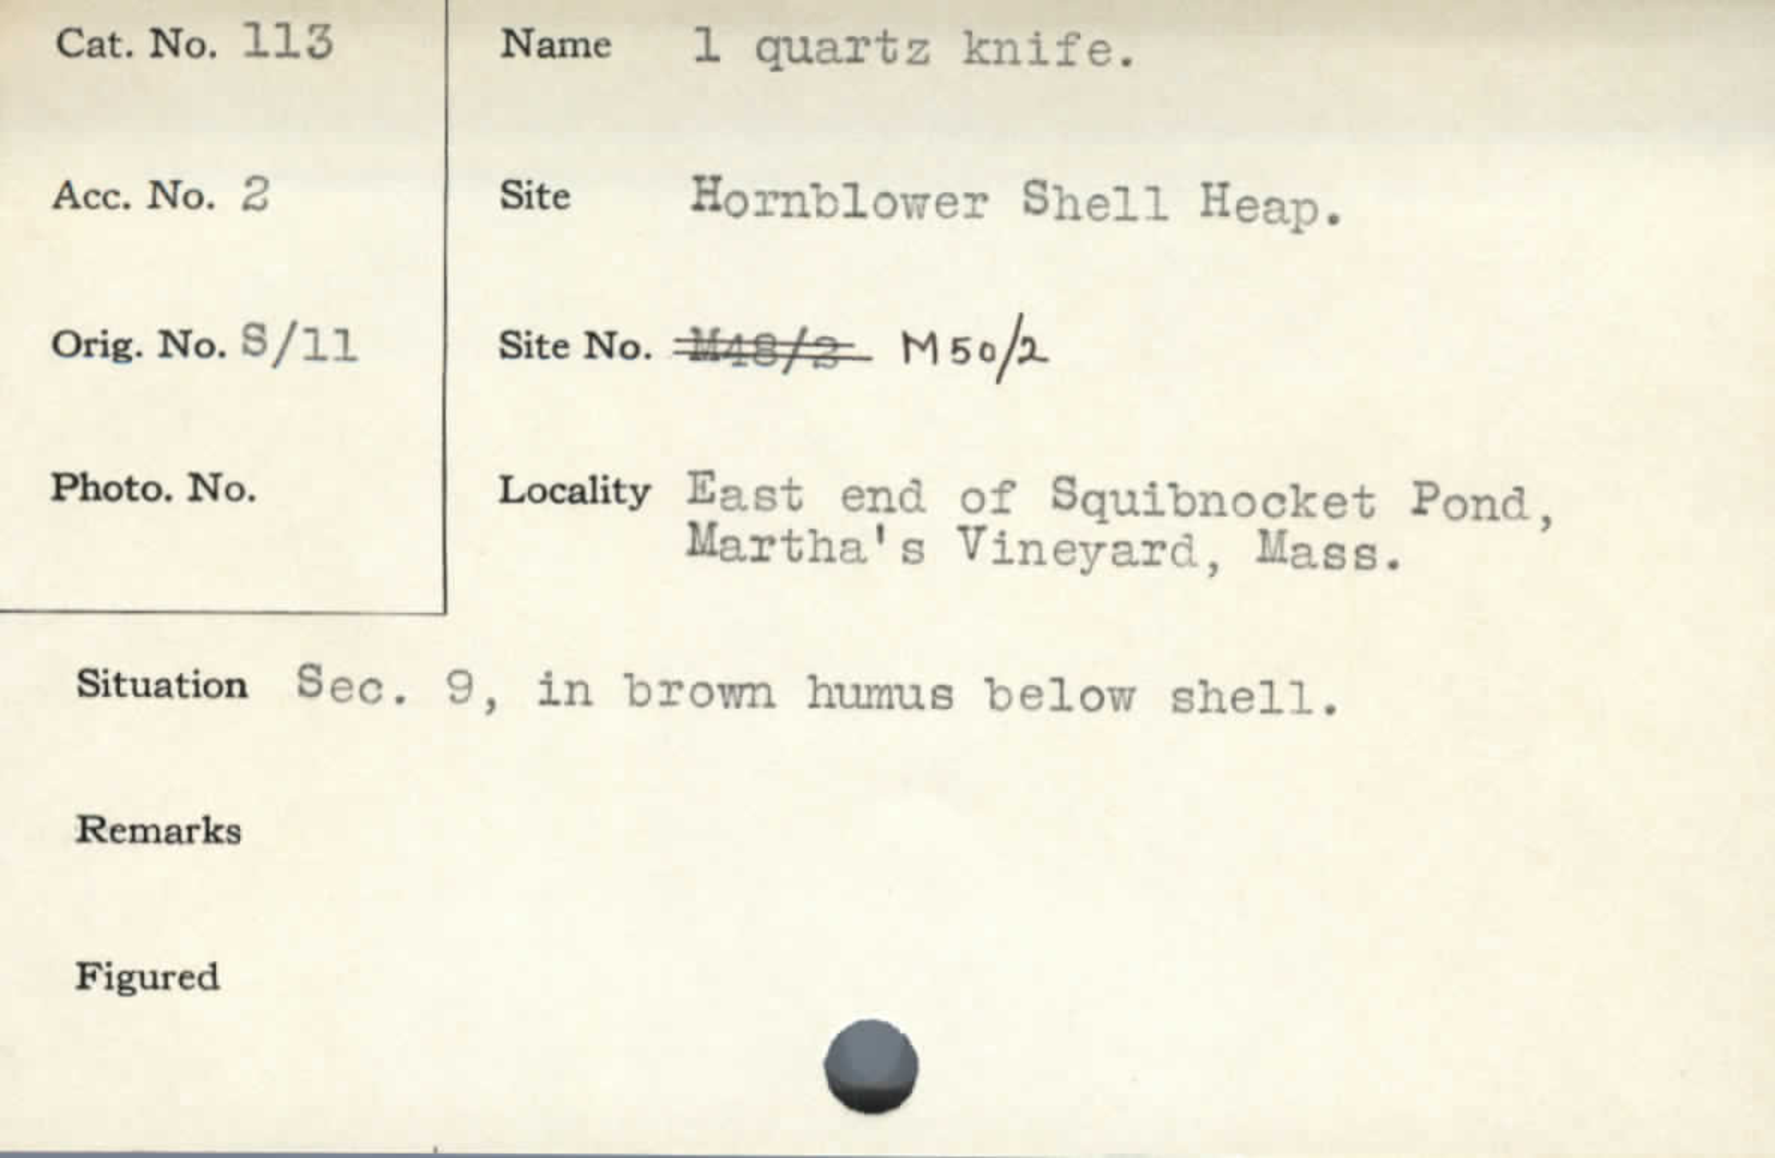 Cat. No. 113
Name 1 quartz knife.
Acc. No. 2
Site Hornblower Shell Heap.
Orig. No. S/11
Site No. M48/2 M50/2
Photo. No.
Locality East end of Squibnocket Pond,
Martha's Vineyard, Mass.
Situation Sec. 9, in brown humus below shell.
Remarks
Figured